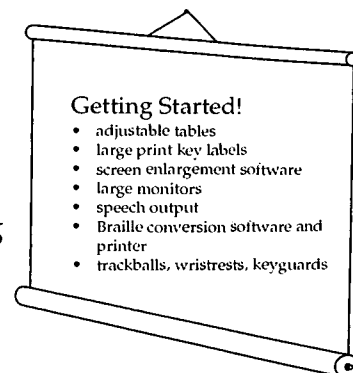 Getting Started!
• adjustable tables
• large print key labels
• screen enlargement software
• large monitors
• speech output
• Braille conversion software and
printer
• trackballs, wristrests, keyguards